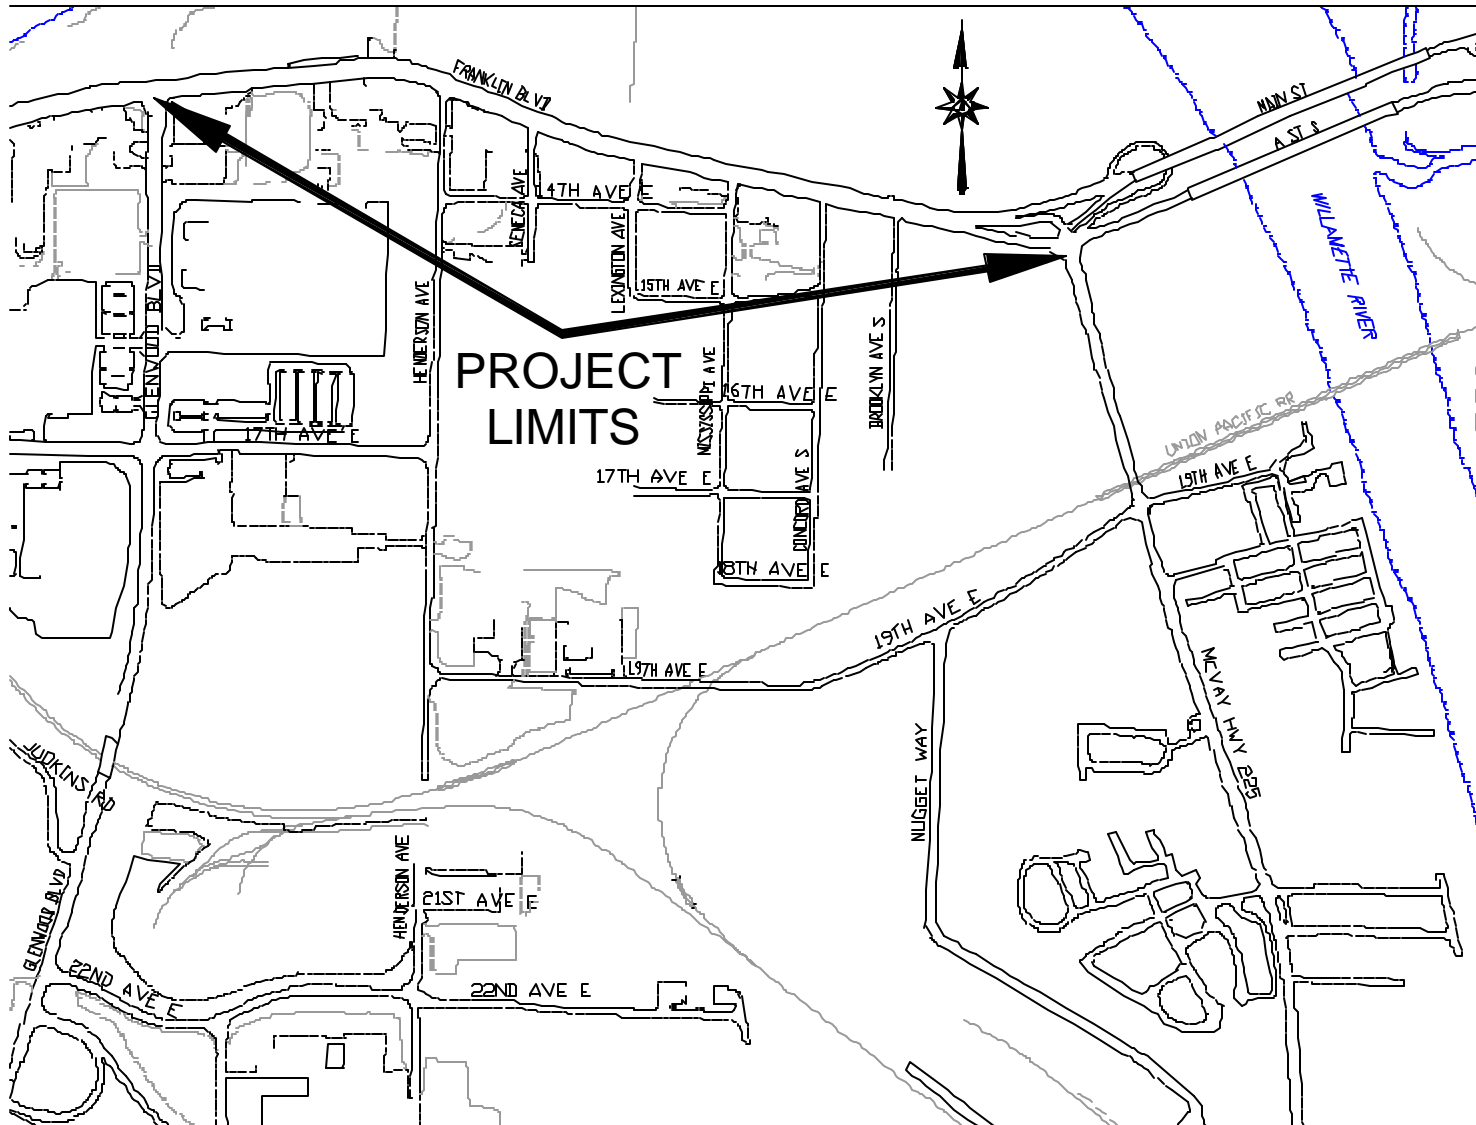 FRANKLIN BLVD
MAIN ST
A ST S
14TH AVE E
SENECA AVE
LEXINGTON AVE
WILLAMETTE RIVER
15TH AVE E
HENDERSON AVE
GLENWOOD BLVD
PROJECT
LIMITS
MISSISSIPPI AVE
16TH AVE E
BROOKLYN AVE S
UNION PACIFIC RR
17TH AVE E
17TH AVE E
19TH AVE E
CONCORD AVE S
18TH AVE E
19TH AVE E
19TH AVE E
MCVAY HWY 225
JUDKINS RD
NUGGET WAY
HENDERSON AVE
21ST AVE E
GLENWOOD BLVD
22ND AVE E
22ND AVE E